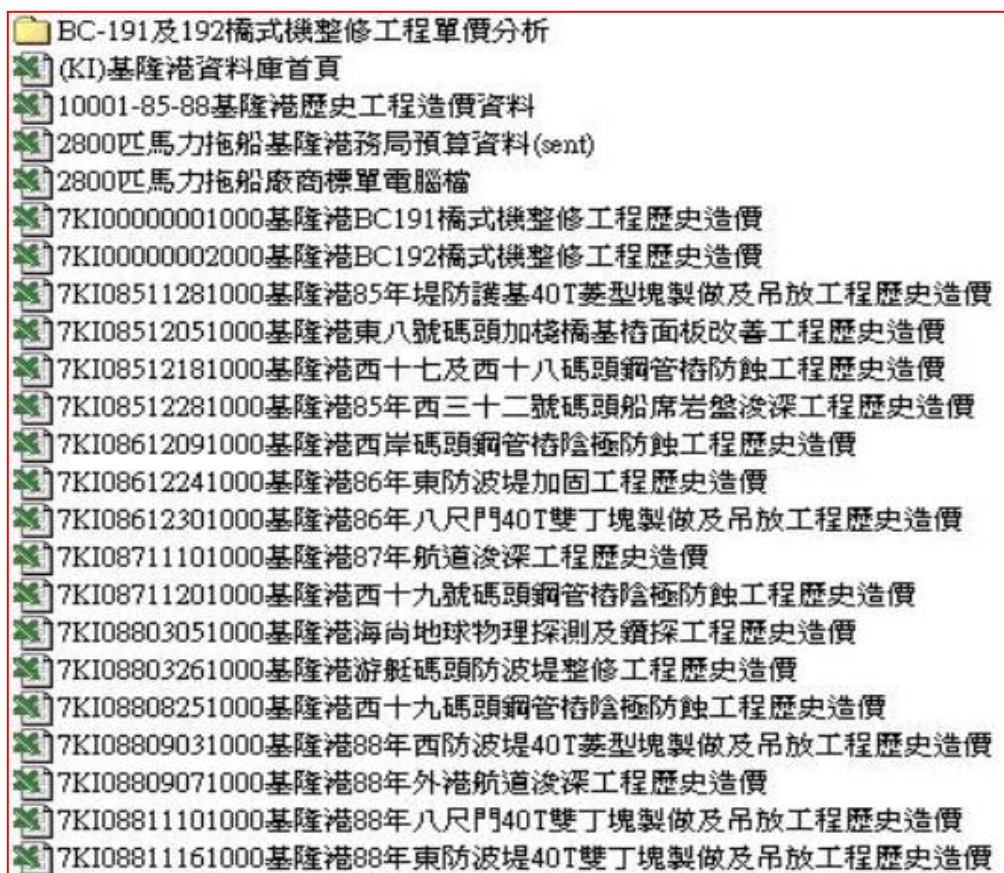 BC-191及192橋式機整修工程單價分析
(KI)基隆港資料庫首頁
10001-85-88基隆港歷史工程造價資料
2800匹馬力拖船基隆港務局預算資料(sent)
2800匹馬力拖船廠商標單電腦檔
7KI00000001000基隆港BC191橋式機整修工程歷史造價
7KI00000002000基隆港BC192橋式機整修工程歷史造價
7KI08511281000基隆港85年堤防護基40T菱型塊製做及吊放工程歷史造價
7KI08512051000基隆港東八號碼頭加棧橋基樁面板改善工程歷史造價
7KI08512181000基隆港西十七及西十八碼頭鋼管樁防蝕工程歷史造價
7KI08512281000基隆港85年西三十二號碼頭船席岩盤浚深工程歷史造價
7KI08612091000基隆港西岸碼頭鋼管樁陰極防蝕工程歷史造價
7KI08612241000基隆港86年東防波堤加固工程歷史造價
7KI08612301000基隆港86年八尺門40T雙丁塊製做及吊放工程歷史造價
7KI08711101000基隆港87年航道浚深工程歷史造價
7KI08711201000基隆港西十九號碼頭鋼管樁陰極防蝕工程歷史造價
7KI08803051000基隆港海尚地球物理探測及鑽探工程歷史造價
7KI08803261000基隆港游艇碼頭防波堤整修工程歷史造價
7KI08808251000基隆港西十九碼頭鋼管樁陰極防蝕工程歷史造價
7KI08809031000基隆港88年西防波堤40T菱型塊製做及吊放工程歷史造價
7KI08809071000基隆港88年外港航道浚深工程歷史造價
7KI08811101000基隆港88年八尺門40T雙丁塊製做及吊放工程歷史造價
7KI08811161000基隆港88年東防波堤40T雙丁塊製做及吊放工程歷史造價